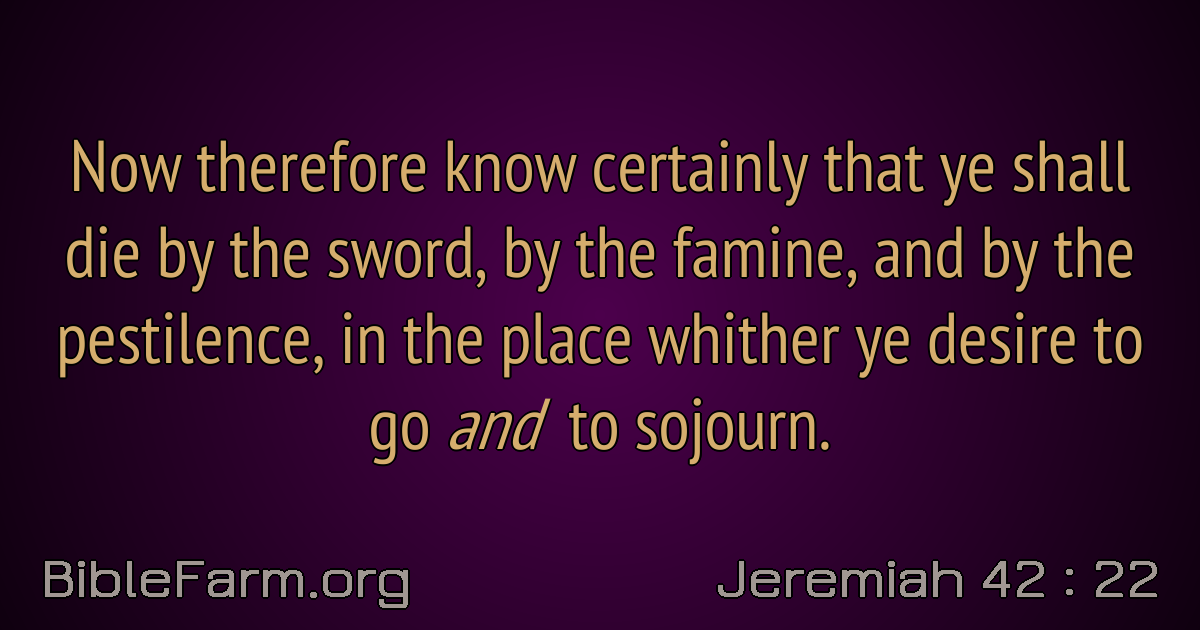 Now therefore know certainly that ye shall
die by the sword, by the famine, and by the
pestilence, in the place whither ye desire to
go and to sojourn.
BibleFarm.org
Jeremiah 42 : 22